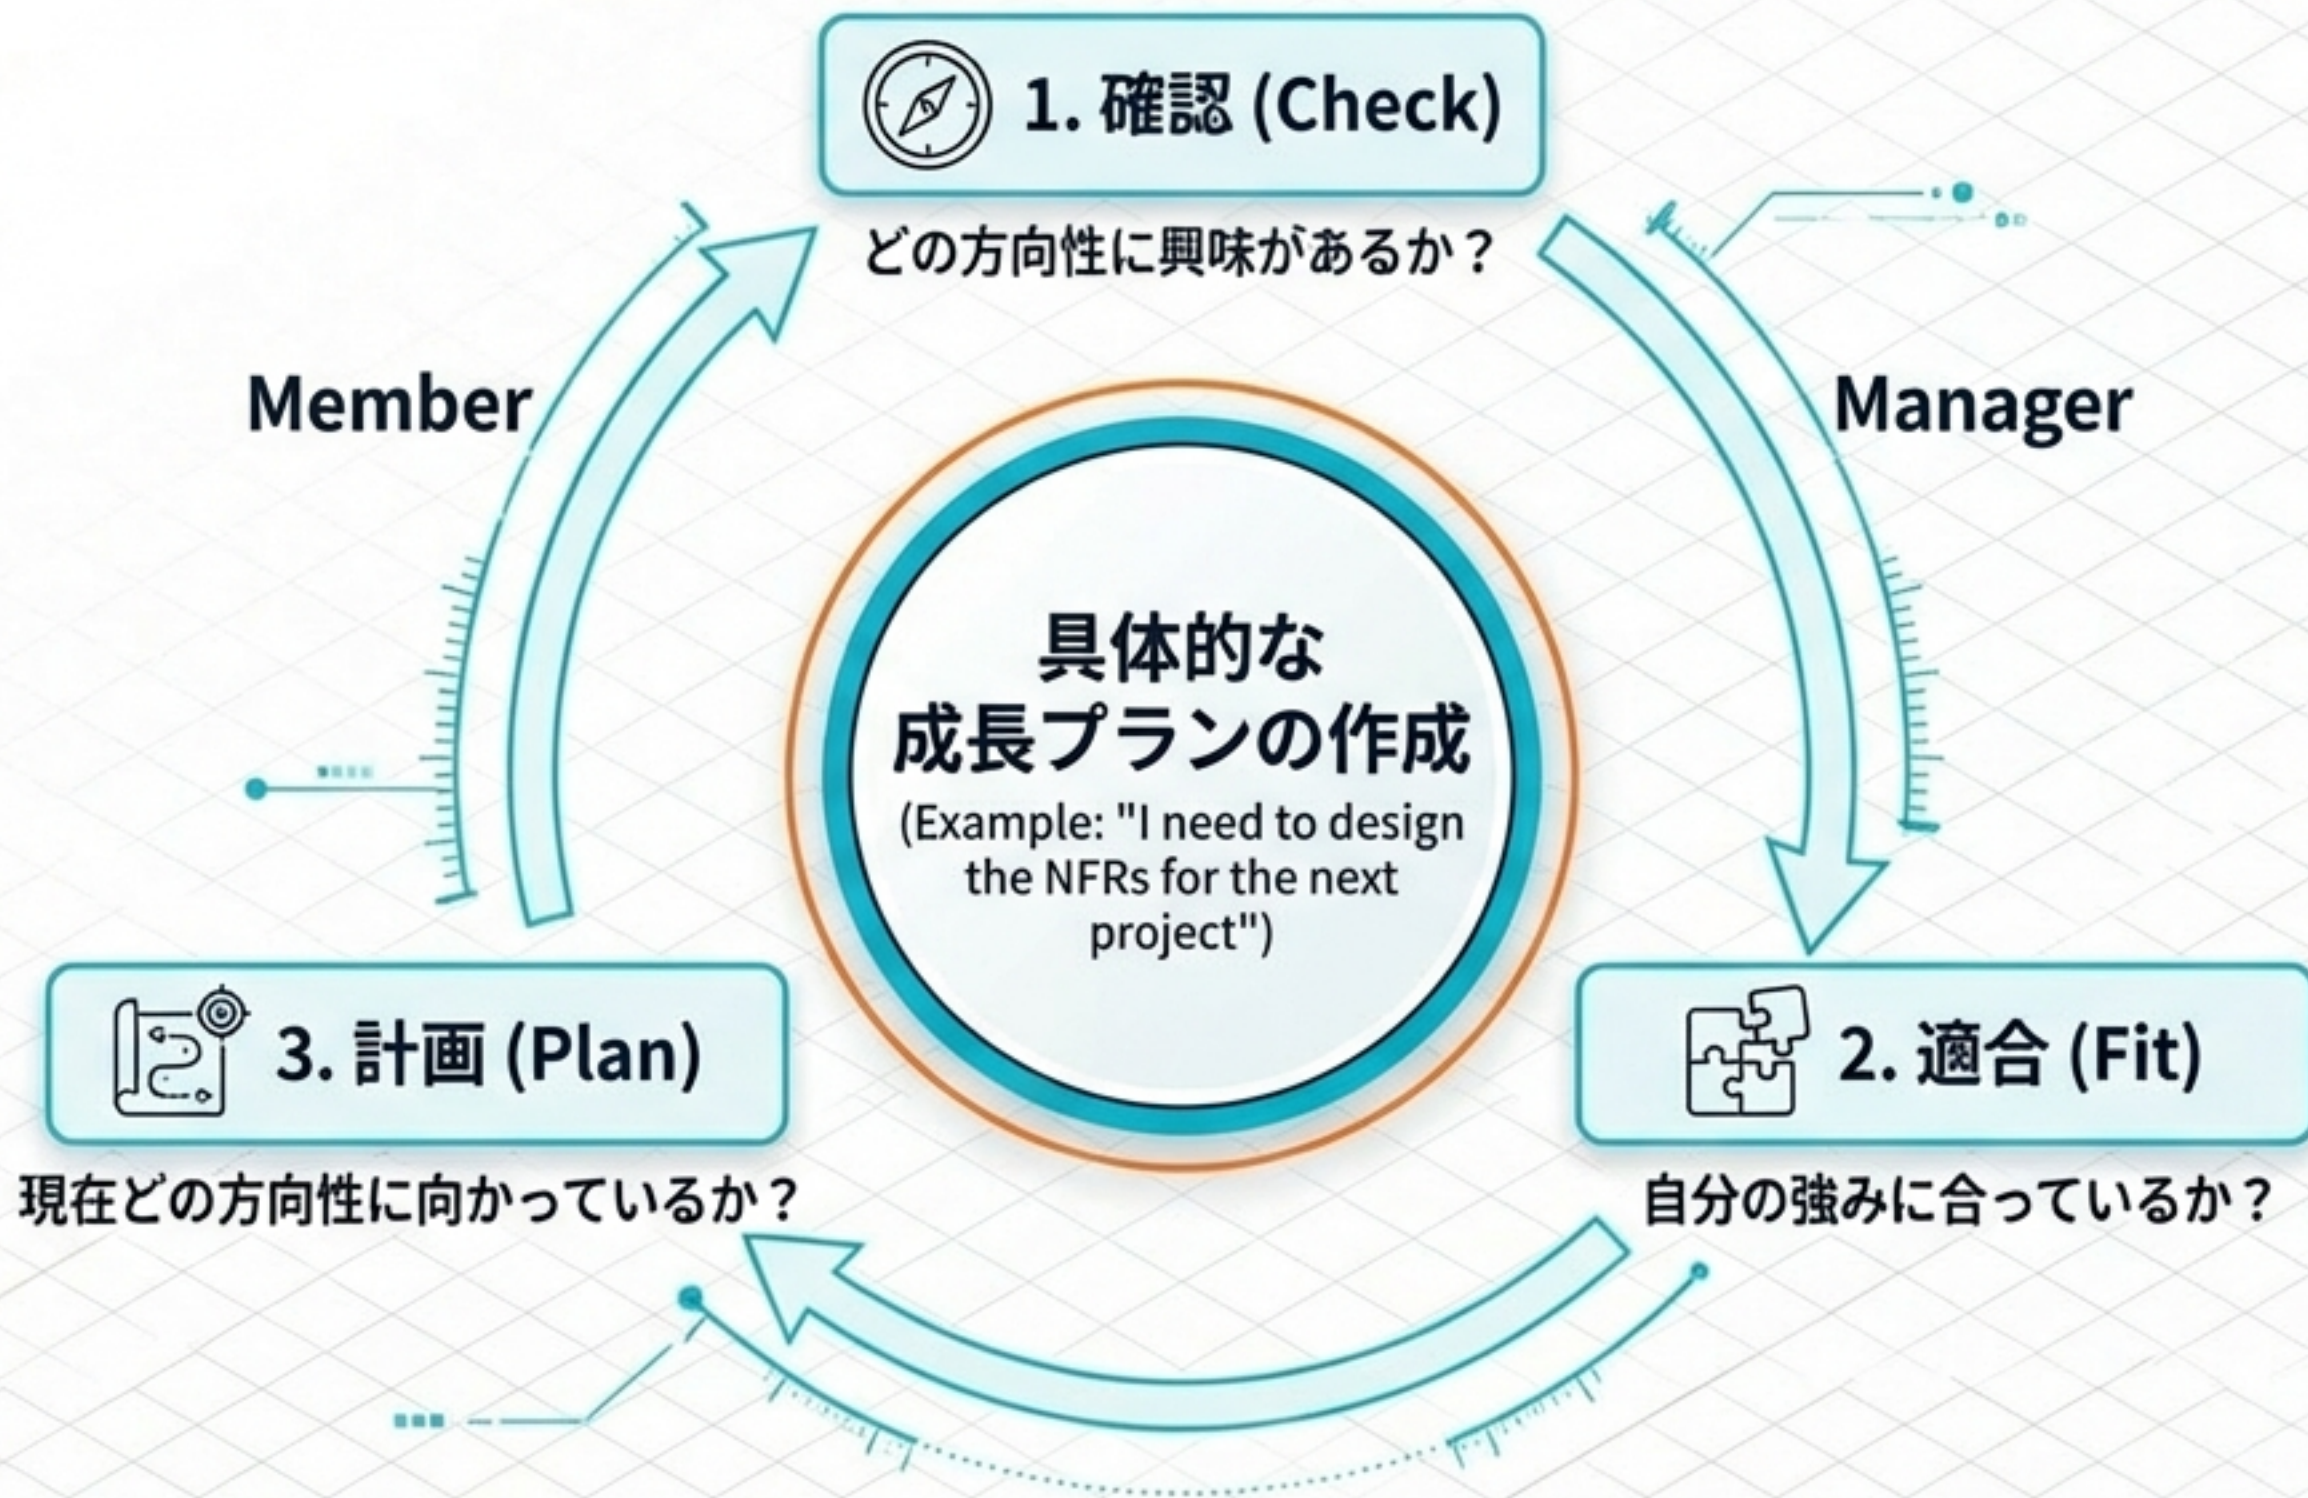 1. 確認 (Check)
どの方向性に興味があるか？
Member
Manager
具体的な
成長プランの作成
(Example: "I need to design
the NFRs for the next
project")
3. 計画 (Plan)
現在どの方向性に向かっているか？
2. 適合 (Fit)
自分の強みに合っているか？